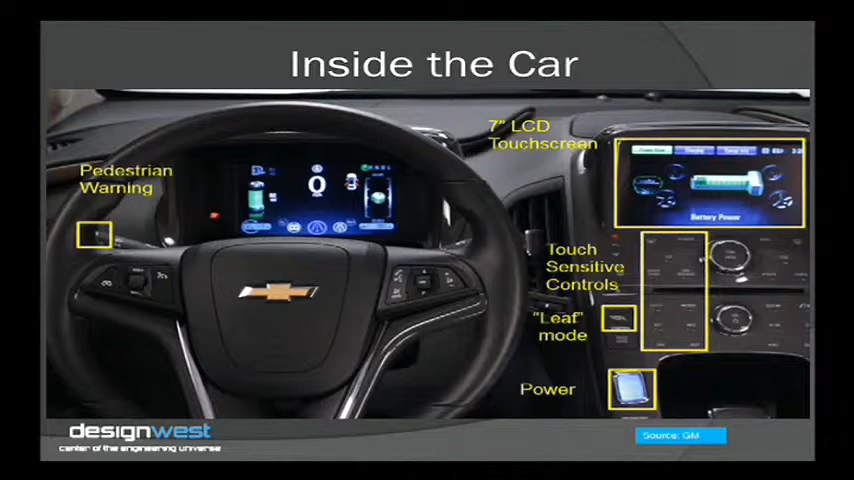 Inside the Car
7" LCD
Touchscreen
Pedestrian
Warning
0
Battery Power
Touch
Sensitive
Controls
"Leaf"
mode
Power
designwest
center of the engineering universe
Source: GM